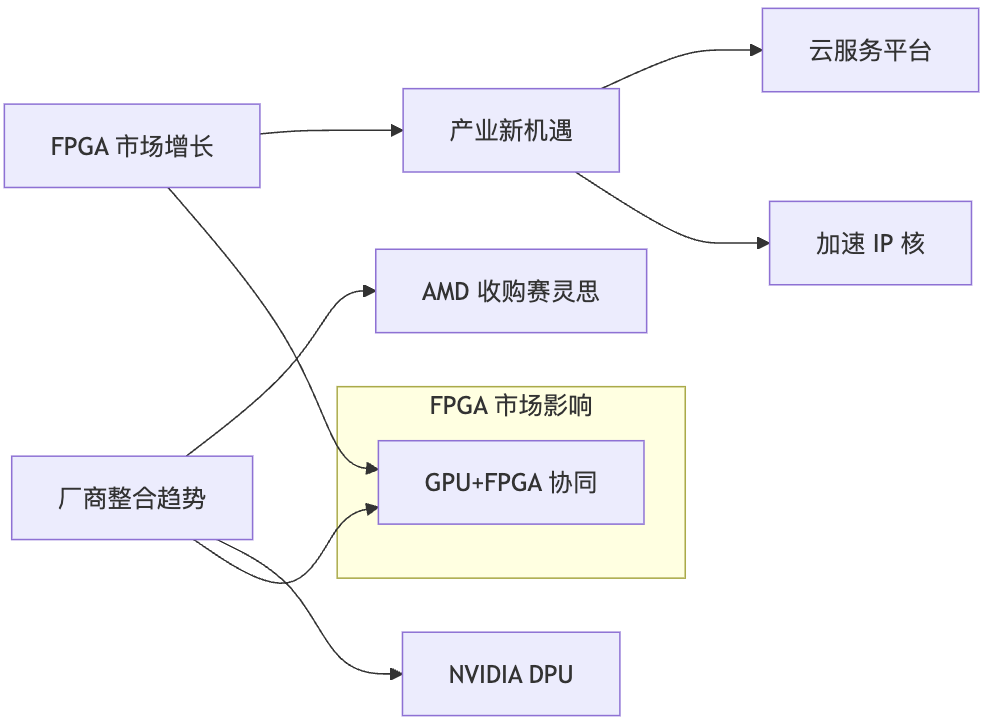 云服务平台
产业新机遇
FPGA 市场增长
加速 IP 核
AMD 收购赛灵思
FPGA 市场影响
GPU+FPGA 协同
厂商整合趋势
NVIDIA DPU